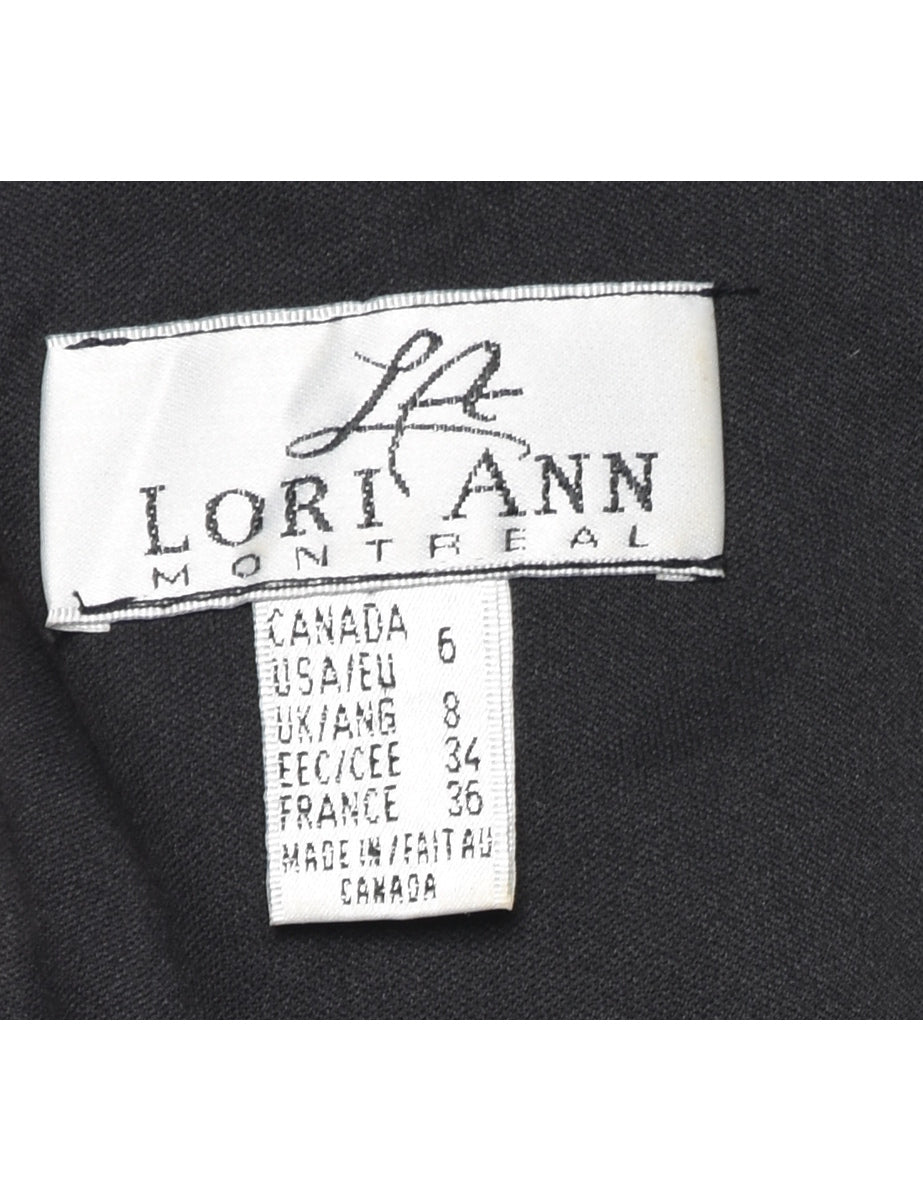 LA
LORI ANN
MONTREAL
CANADA 6
USA/EU
UK/ANG 8
EEC/CEE 34
FRANCE 36
MADE IN/FAIT AU
CANADA